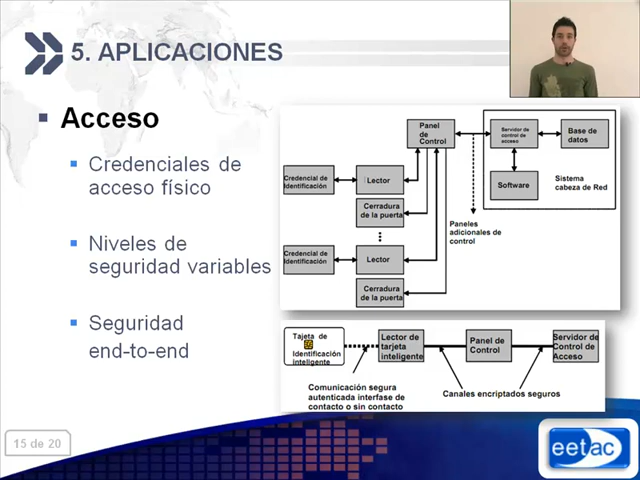 5. APLICACIONES
Acceso
Credenciales de
acceso físico
Niveles de
seguridad variables
Seguridad
end-to-end
Panel
de
Control
Servidor de
control de
acceso
Base de
datos
Software
Sistema
cabeza de Red
Credencial de
Identificación
Lector
Cerradura
de la puerta
Paneles
adicionales de
control
Credencial de
Identificación
Lector
Cerradura
de la puerta
Tajeta de
Identificación
inteligente
Lector de
tarjeta
inteligente
Panel de
Control
Servidor de
Control de
Acceso
Comunicación segura
autenticada interfase de
contacto o sin contacto
Canales encriptados seguros
15 de 20
eetac